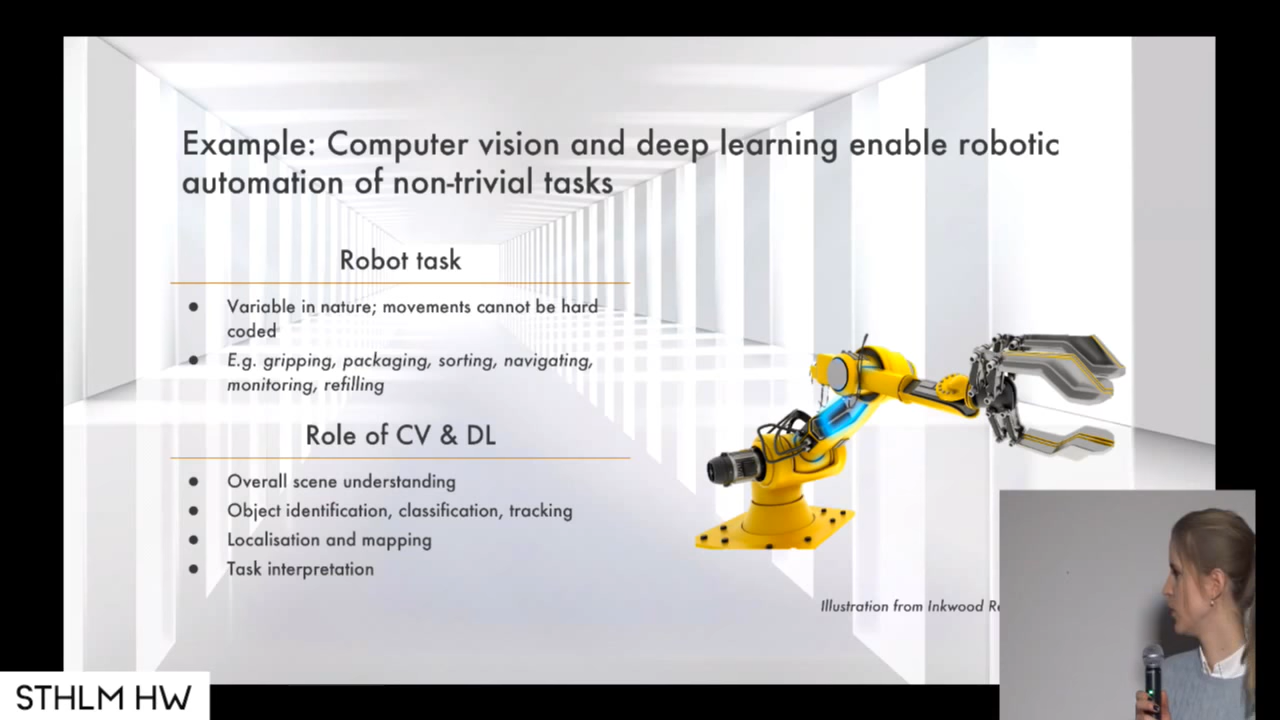 Example: Computer vision and deep learning enable robotic
automation of non-trivial tasks
Robot task
● Variable in nature; movements cannot be hard
coded
● E.g. gripping, packaging, sorting, navigating,
monitoring, refilling
Role of CV & DL
● Overall scene understanding
● Object identification, classification, tracking
● Localisation and mapping
● Task interpretation
Illustration from Inkwood
STHLM HW